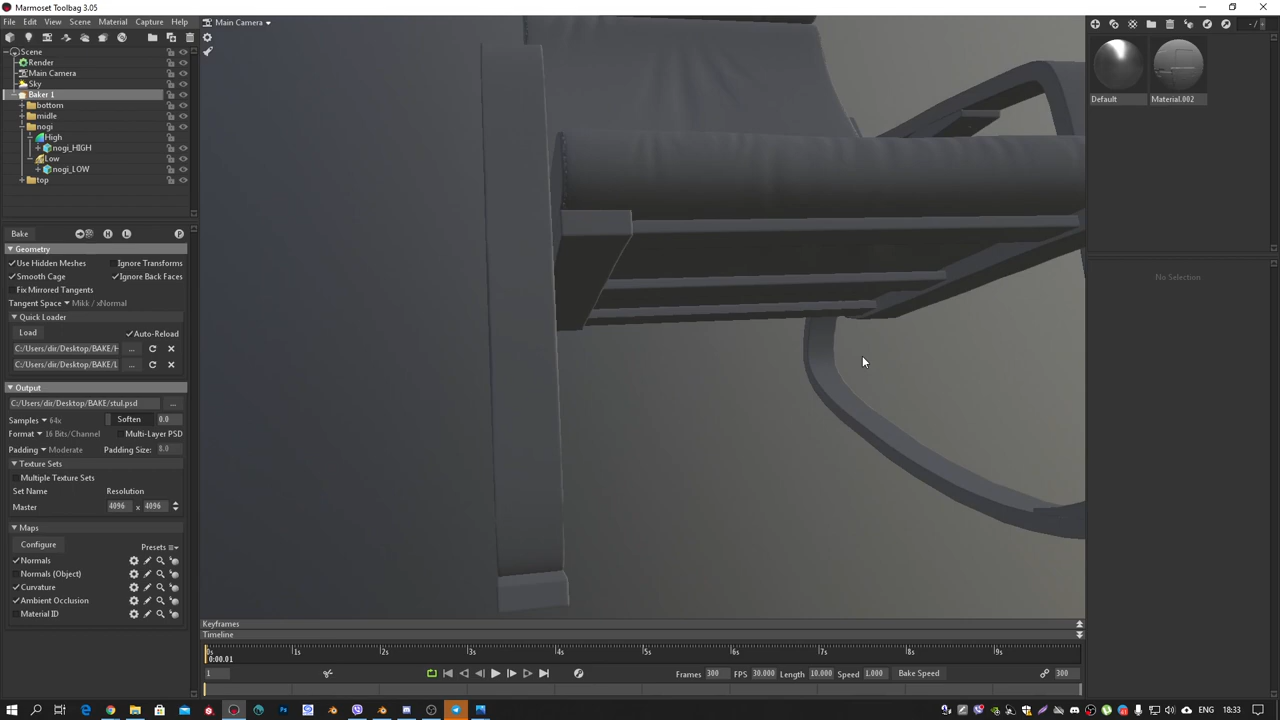 Marmoset Toolbag 3.05
File Edit View Scene Material Capture Help
Main Camera
- /
Scene
Render
Main Camera
Sky
Baker 1
bottom
midle
nogi
High
nogi_HIGH
Low
nogi_LOW
top
Default
Material.002
No Selection
Bake
H
L
P
Geometry
Use Hidden Meshes
Ignore Transforms
Smooth Cage
Ignore Back Faces
Fix Mirrored Tangents
Tangent Space Mikk / xNormal
Quick Loader
Load
Auto-Reload
C:/Users/dir/Desktop/BAKE/H ...
C:/Users/dir/Desktop/BAKE/L ...
Output
C:/Users/dir/Desktop/BAKE/stul.psd ...
Samples 64x Soften 0.0
Format 16 Bits/Channel Multi-Layer PSD
Padding Moderate Padding Size: 8.0
Texture Sets
Multiple Texture Sets
Set Name Resolution
Master 4096 x 4096
Maps
Configure
Presets
Normals
Normals (Object)
Curvature
Ambient Occlusion
Material ID
Keyframes
Timeline
0s 1s 2s 3s 4s 5s 6s 7s 8s 9s
0:00.01
1
Frames 300 FPS 30.000 Length 10.000 Speed 1.000 Bake Speed 300
ENG 18:33